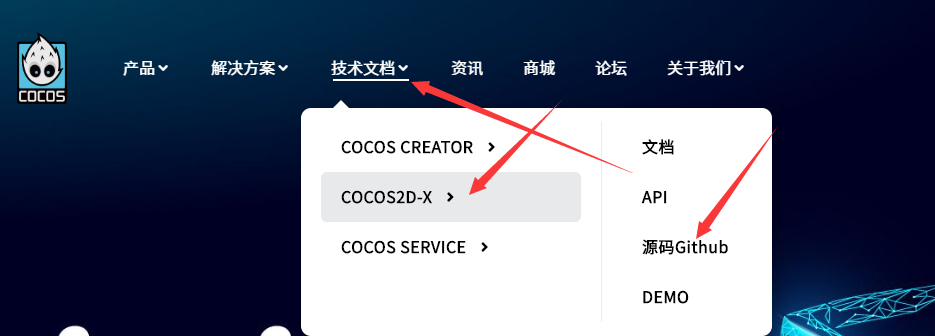 COCOS
产品
解决方案
技术文档
资讯
商城
论坛
关于我们
COCOS CREATOR
COCOS2D-X
COCOS SERVICE
文档
API
源码Github
DEMO